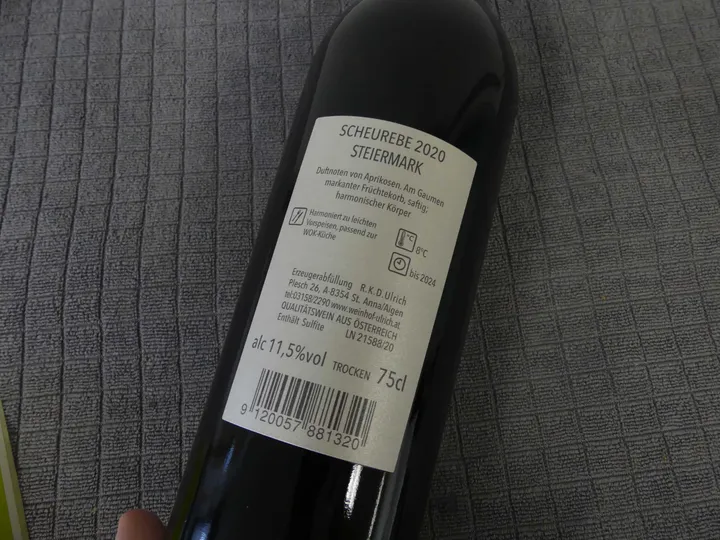 SCHEUREBE 2020
STEIERMARK
Duftnoten von Aprikosen. Am Gaumen
markanter Früchtekorb, saftig;
harmonischer Körper
Harmoniert zu leichten
Vorspeisen, passend zur
WOK-Küche
°C
8°C
bis 2024
Erzeugerabfüllung R.K.D.Ulrich
Plesch 26, A-8354 St. Anna/Aigen
tel:03158/2290 www.weinhof-ulrich.at
QUALITÄTSWEIN AUS ÖSTERREICH
Enthält Sulfite LN 21588/20
alc 11,5%vol TROCKEN 75cl
9 120057 881320